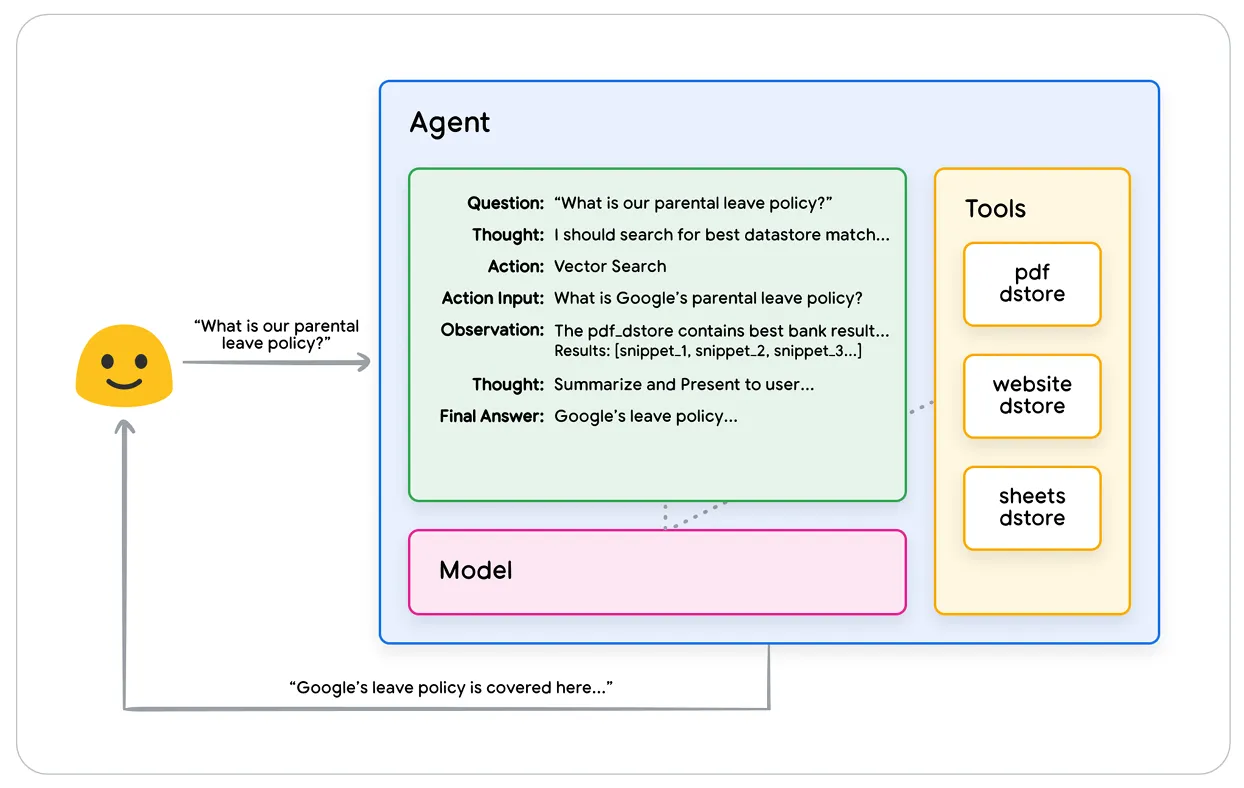 Agent
Question: “What is our parental leave policy?”
Thought: I should search for best datastore match...
Action: Vector Search
Action Input: What is Google’s parental leave policy?
Observation: The pdf_dstore contains best bank result...
Results: [snippet_1, snippet_2, snippet_3...]
Thought: Summarize and Present to user...
Final Answer: Google’s leave policy...
Tools
pdf
dstore
website
dstore
sheets
dstore
“What is our parental
leave policy?”
Model
“Google’s leave policy is covered here...”